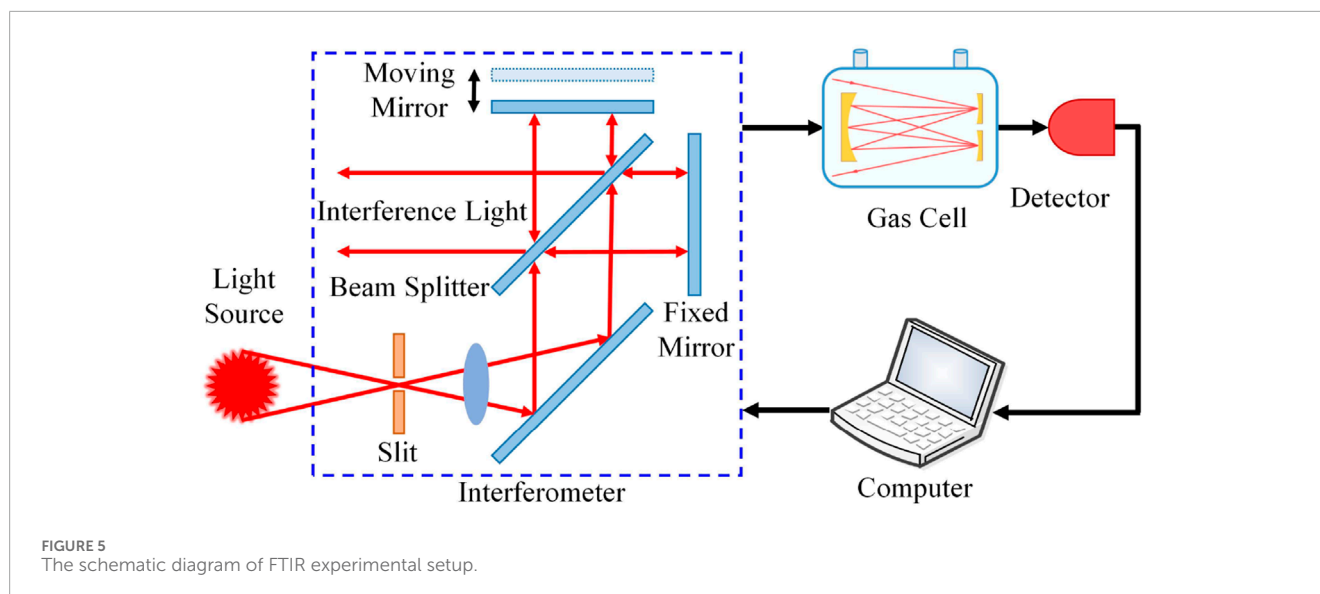 Moving
Mirror
Interference Light
Beam Splitter
Light
Source
Slit
Fixed
Mirror
Interferometer
Gas Cell
Detector
Computer
FIGURE 5
The schematic diagram of FTIR experimental setup.